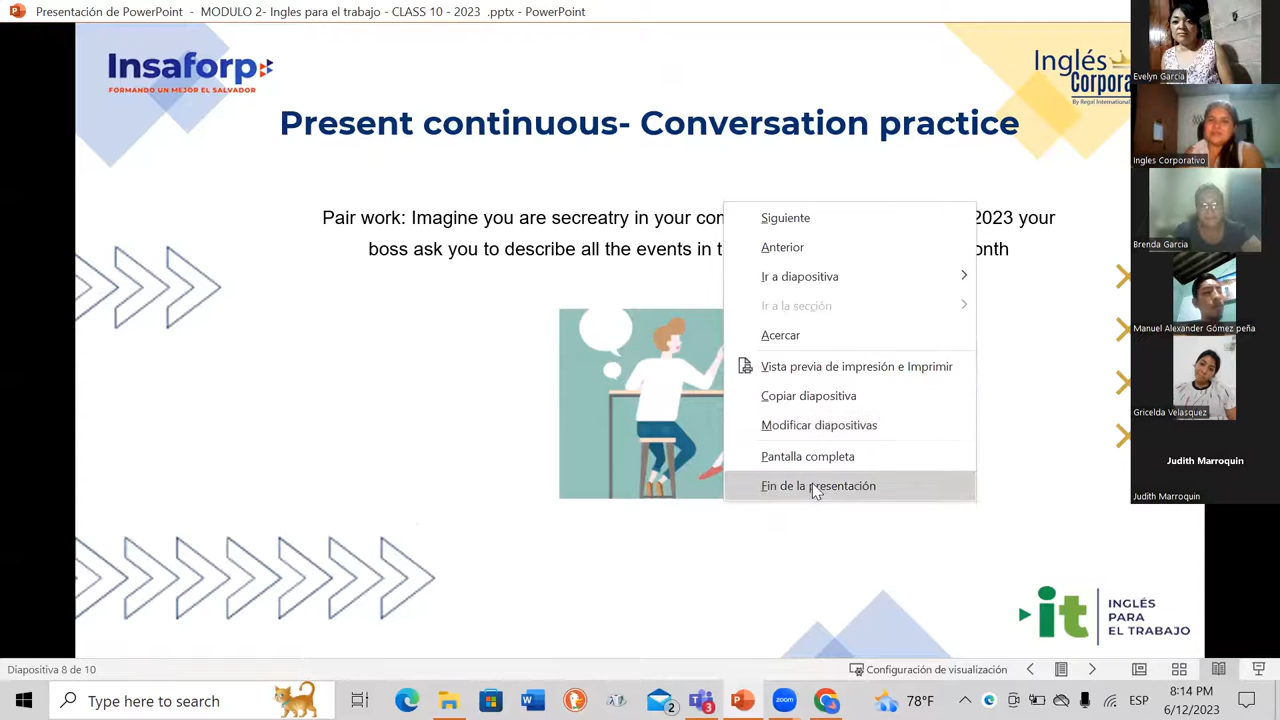 Presentación de PowerPoint - MODULO 2- Ingles para el trabajo - CLASS 10 - 2023 .pptx - PowerPoint
Insaforp
FORMANDO UN MEJOR EL SALVADOR
Inglés
Corpora
By Regal International
Present continuous- Conversation practice
Pair work: Imagine you are secreatry in your con
2023 your
boss ask you to describe all the events in t
onth
Siguiente
Anterior
Ir a diapositiva
Ir a la sección
Acercar
Vista previa de impresión e Imprimir
Copiar diapositiva
Modificar diapositivas
Pantalla completa
Fin de la presentación
Evelyn Garcia
Ingles Corporativo
Brenda Garcia
Manuel Alexander Gómez peña
Gricelda Velasquez
Judith Marroquin
Judith Marroquin
it
INGLÉS
PARA
EL TRABAJO
Diapositiva 8 de 10
Configuración de visualización
Type here to search
2
3
zoom
78°F
ESP
8:14 PM
6/12/2023